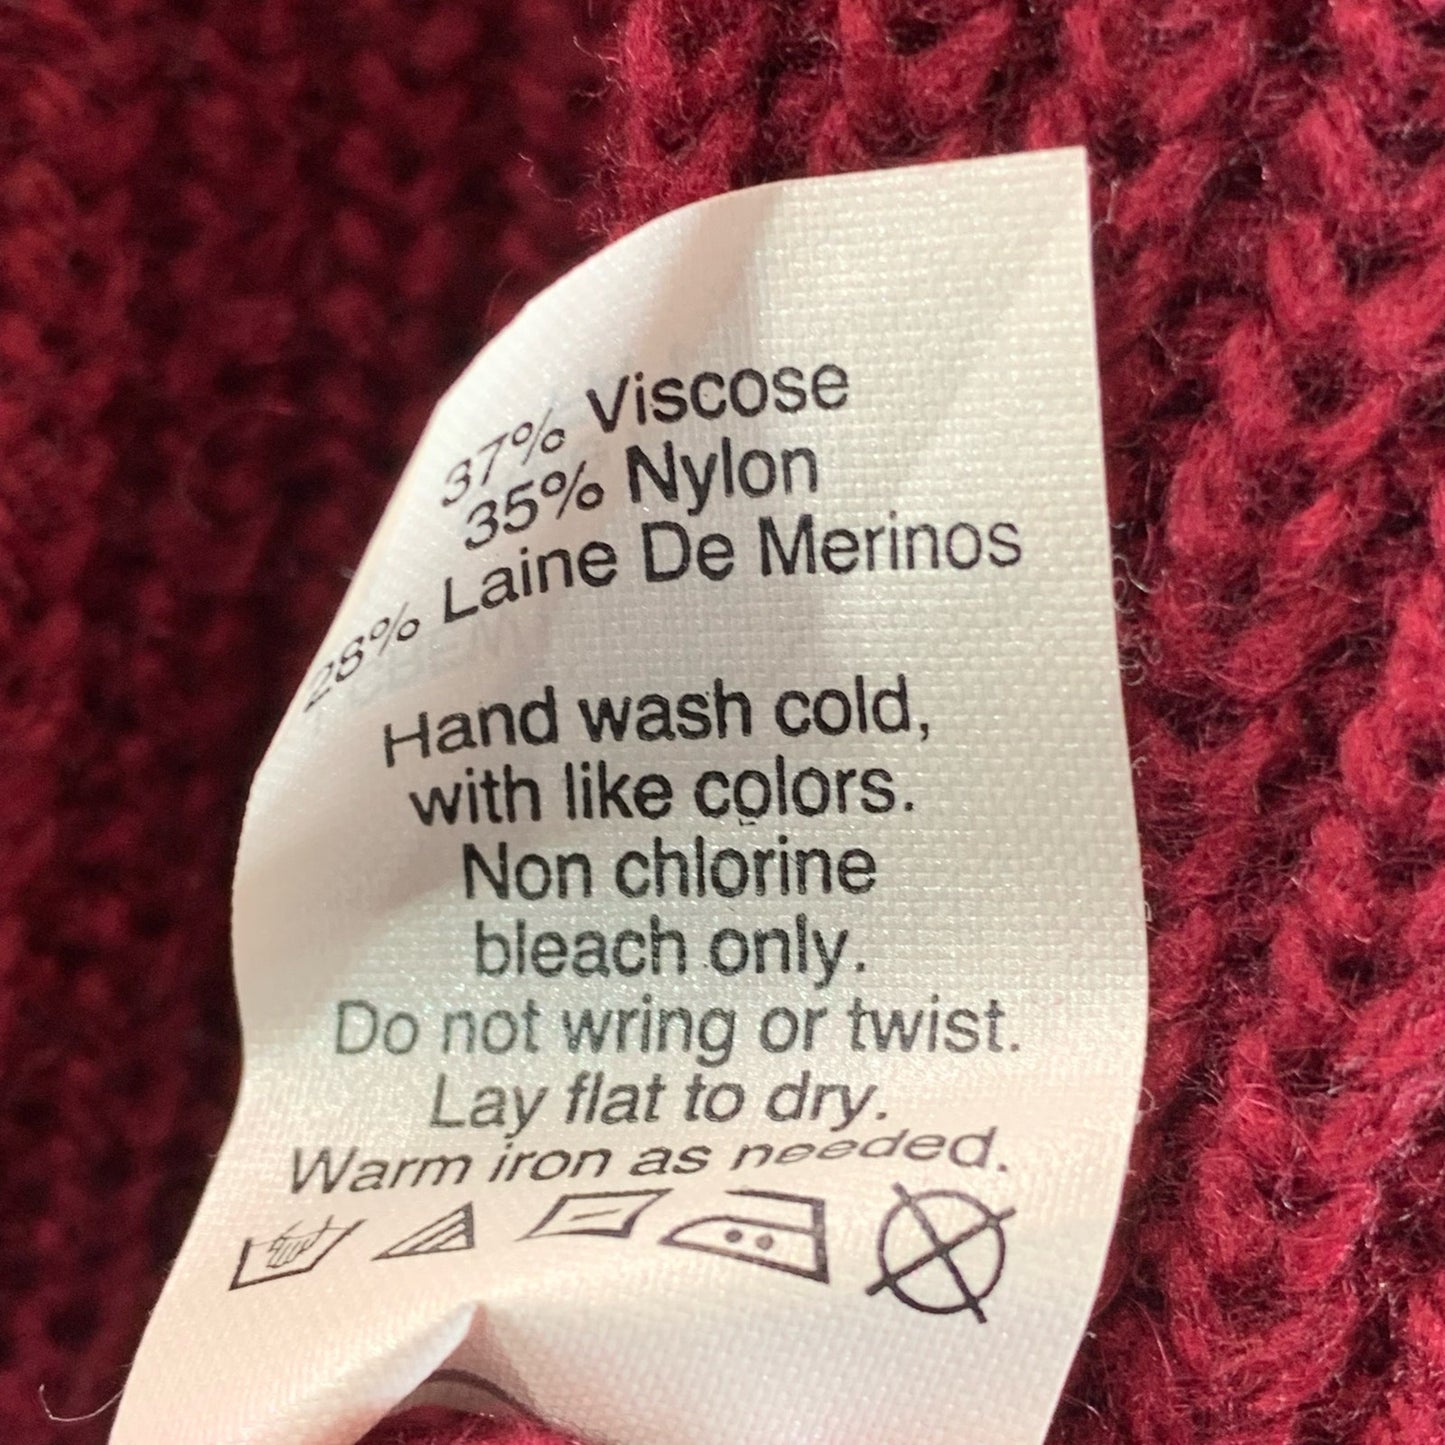 37% Viscose
35% Nylon
28% Laine De Merinos
Hand wash cold,
with like colors.
Non chlorine
bleach only.
Do not wring or twist.
Lay flat to dry.
Warm iron as needed.